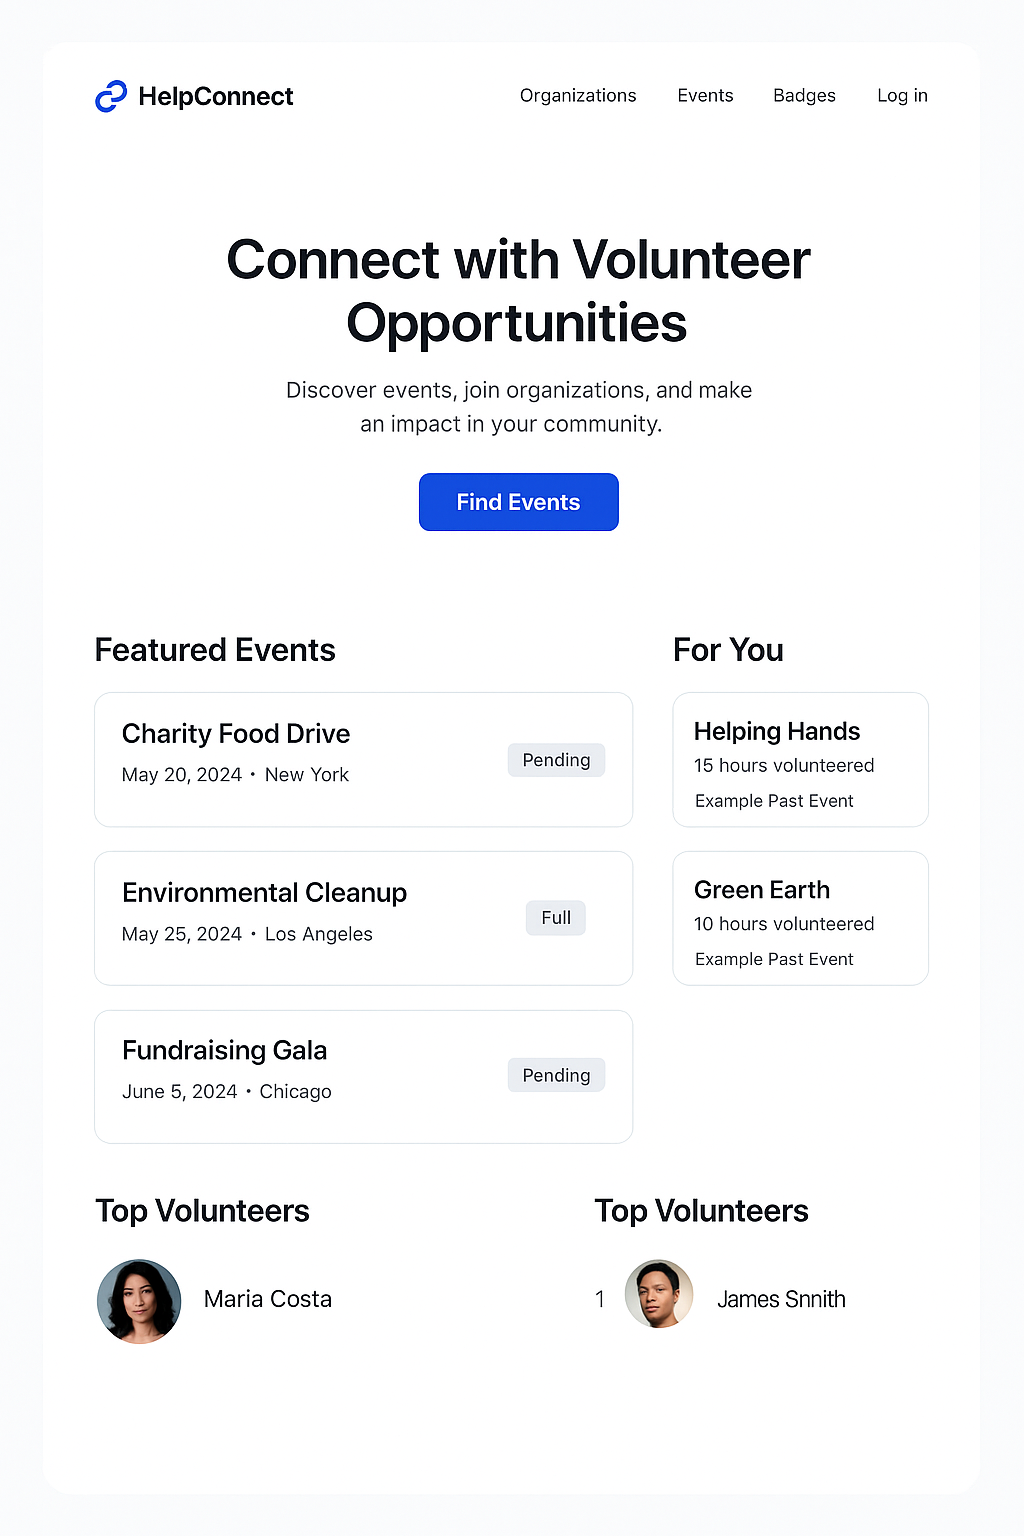 HelpConnect
Organizations Events Badges Log in
Connect with Volunteer
Opportunities
Discover events, join organizations, and make
an impact in your community.
Find Events
Featured Events
Charity Food Drive
May 20, 2024 • New York
Pending
Environmental Cleanup
May 25, 2024 • Los Angeles
Full
Fundraising Gala
June 5, 2024 • Chicago
Pending
For You
Helping Hands
15 hours volunteered
Example Past Event
Green Earth
10 hours volunteered
Example Past Event
Top Volunteers
Maria Costa
Top Volunteers
1 James Snnith